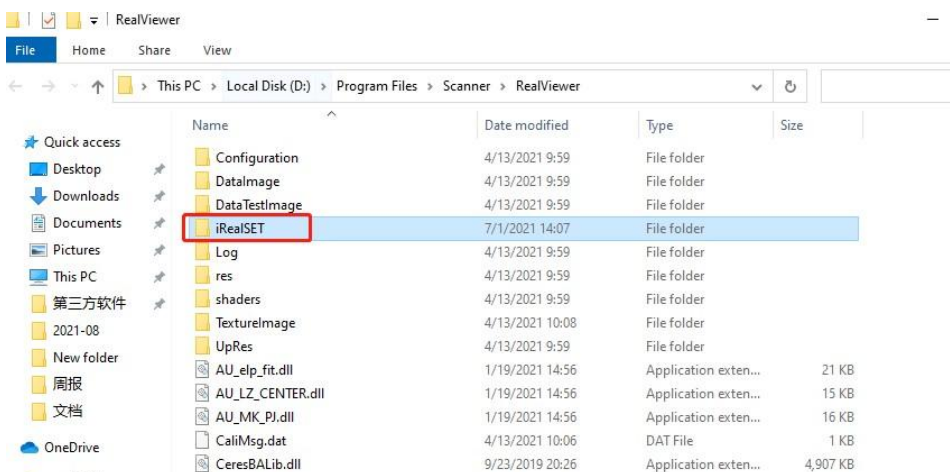 RealViewer
File Home Share View
This PC > Local Disk (D:) > Program Files > Scanner > RealViewer
Name Date modified Type Size
Quick access
Desktop
Downloads
Documents
Pictures
This PC
第三方软件
2021-08
New folder
周报
文档
OneDrive
Configuration 4/13/2021 9:59 File folder
DataImage 4/13/2021 9:59 File folder
DataTestImage 4/13/2021 9:59 File folder
iRealSET 7/1/2021 14:07 File folder
Log 4/13/2021 9:59 File folder
res 4/13/2021 9:59 File folder
shaders 4/13/2021 9:59 File folder
TextureImage 4/13/2021 10:08 File folder
UpRes 4/13/2021 9:59 File folder
AU_elp_fit.dll 1/19/2021 14:56 Application exten... 21 KB
AU_LZ_CENTER.dll 1/19/2021 14:56 Application exten... 15 KB
AU_MK_PJ.dll 1/19/2021 14:56 Application exten... 16 KB
CaliMsg.dat 4/13/2021 10:06 DAT File 1 KB
CeresBALib.dll 9/23/2019 20:26 Application exten... 4,907 KB